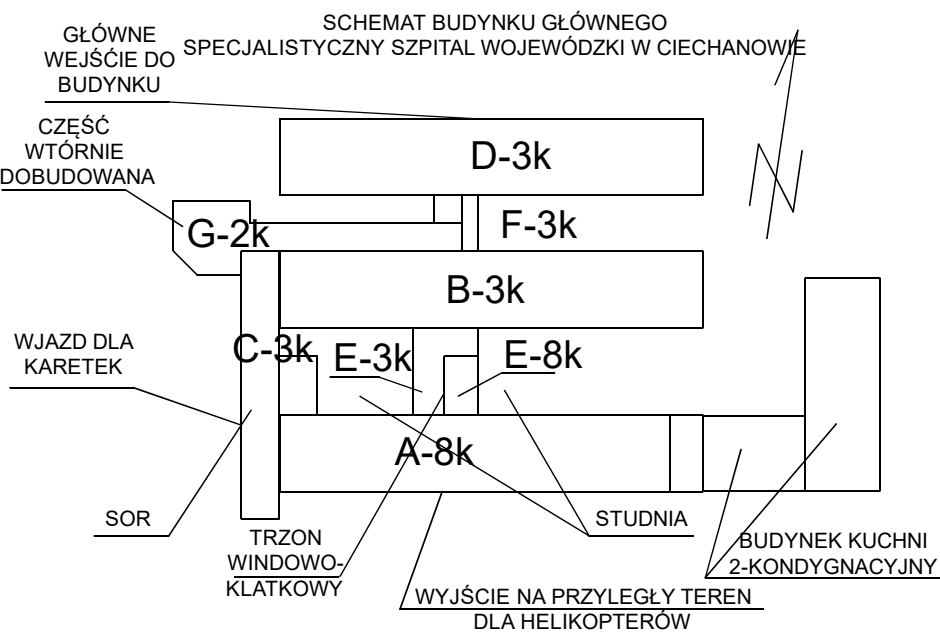 SCHEMAT BUDYNKU GŁÓWNEGO
SPECJALISTYCZNY SZPITAL WOJEWÓDZKI W CIECHANOWIE
GŁÓWNE
WEJŚĆIE DO
BUDYNKU
CZĘŚĆ
WTÓRNIE
DOBUDOWANA
D-3k
G-2k
F-3k
B-3k
WJAZD DLA
KARETEK
C-3k
E-3k
E-8k
A-8k
SOR
TRZON
WINDOWO-
KLATKOWY
STUDNIA
BUDYNEK KUCHNI
2-KONDYGNACYJNY
WYJŚCIE NA PRZYLEGŁY TEREN
DLA HELIKOPTERÓW
N